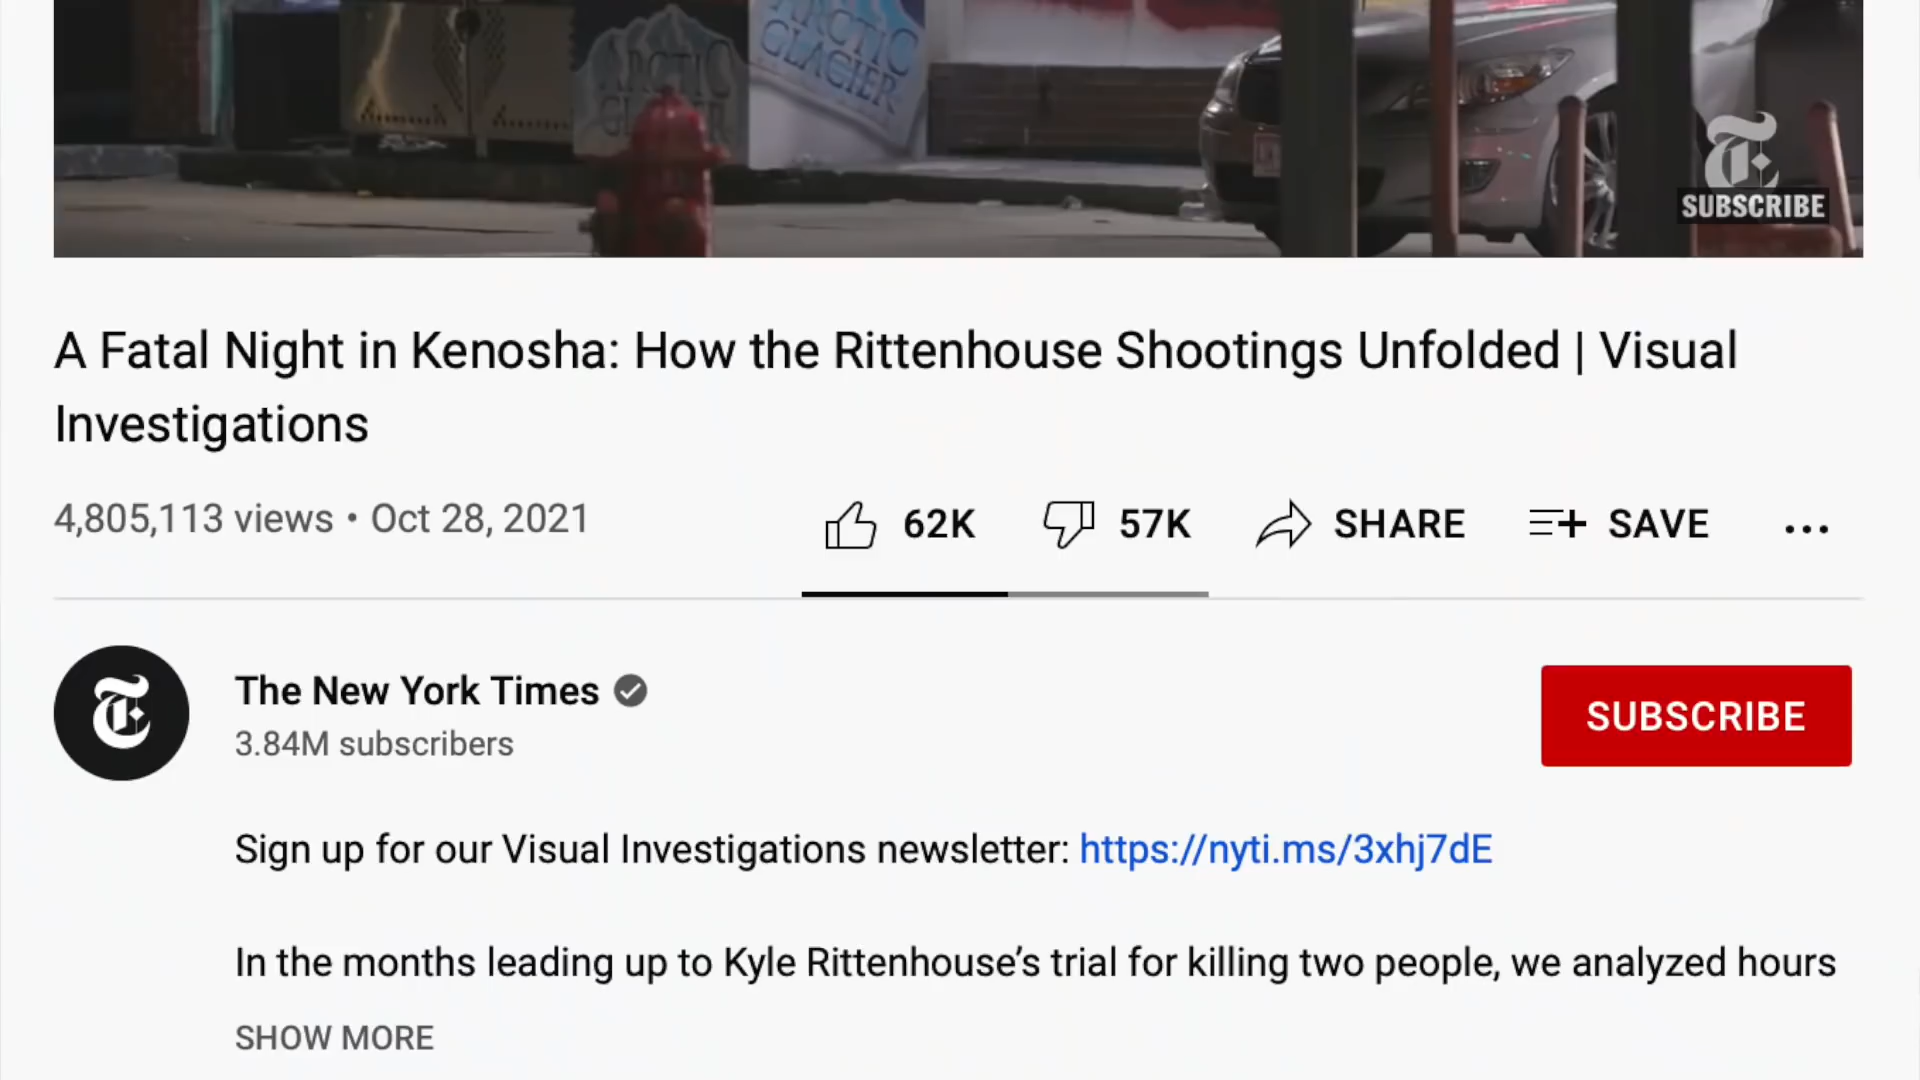 ARCTIC
GLACIER
ARCTIC
GLACIER
SUBSCRIBE
A Fatal Night in Kenosha: How the Rittenhouse Shootings Unfolded | Visual
Investigations
4,805,113 views • Oct 28, 2021
62K
57K
SHARE
SAVE
...
The New York Times
3.84M subscribers
SUBSCRIBE
Sign up for our Visual Investigations newsletter: https://nyti.ms/3xhj7dE
In the months leading up to Kyle Rittenhouse’s trial for killing two people, we analyzed hours
SHOW MORE